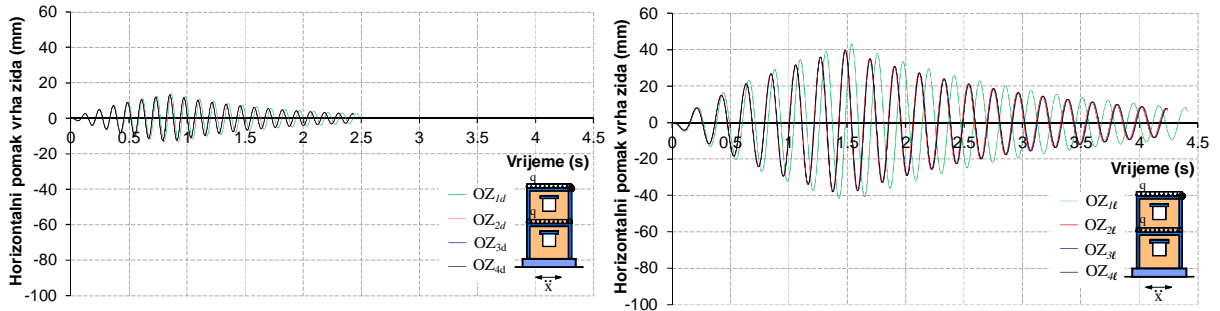 Horizontalni pomak vrha zida (mm)
60
40
20
0
-20
-40
-60
-80
-100
0
0.5
1
1.5
2
2.5
3
3.5
4
4.5
Vrijeme (s)
OZ1d
OZ2d
OZ3d
OZ4d
q
q
ẍ
Horizontalni pomak vrha zida (mm)
60
40
20
0
-20
-40
-60
-80
-100
0
0.5
1
1.5
2
2.5
3
3.5
4
4.5
Vrijeme (s)
OZ1ℓ
OZ2ℓ
OZ3ℓ
OZ4ℓ
q
q
ẍ